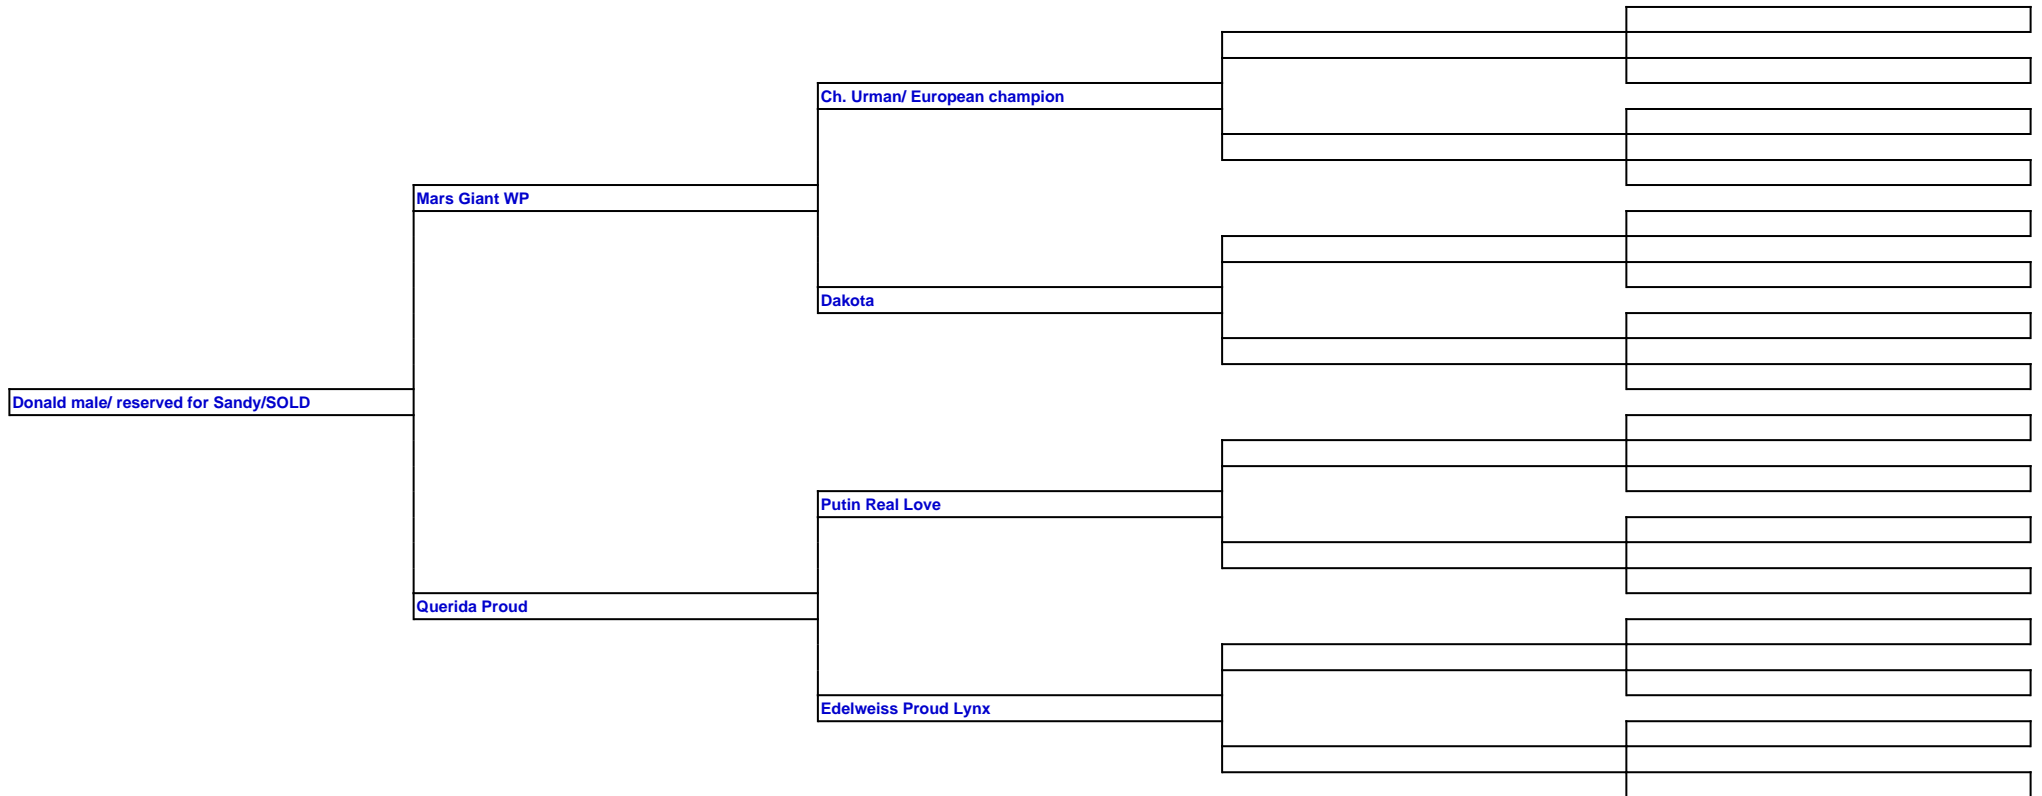 Ch. Urman/ European champion
Mars Giant WP
Dakota
Donald male/ reserved for Sandy/SOLD
Putin Real Love
Querida Proud
Edelweiss Proud Lynx